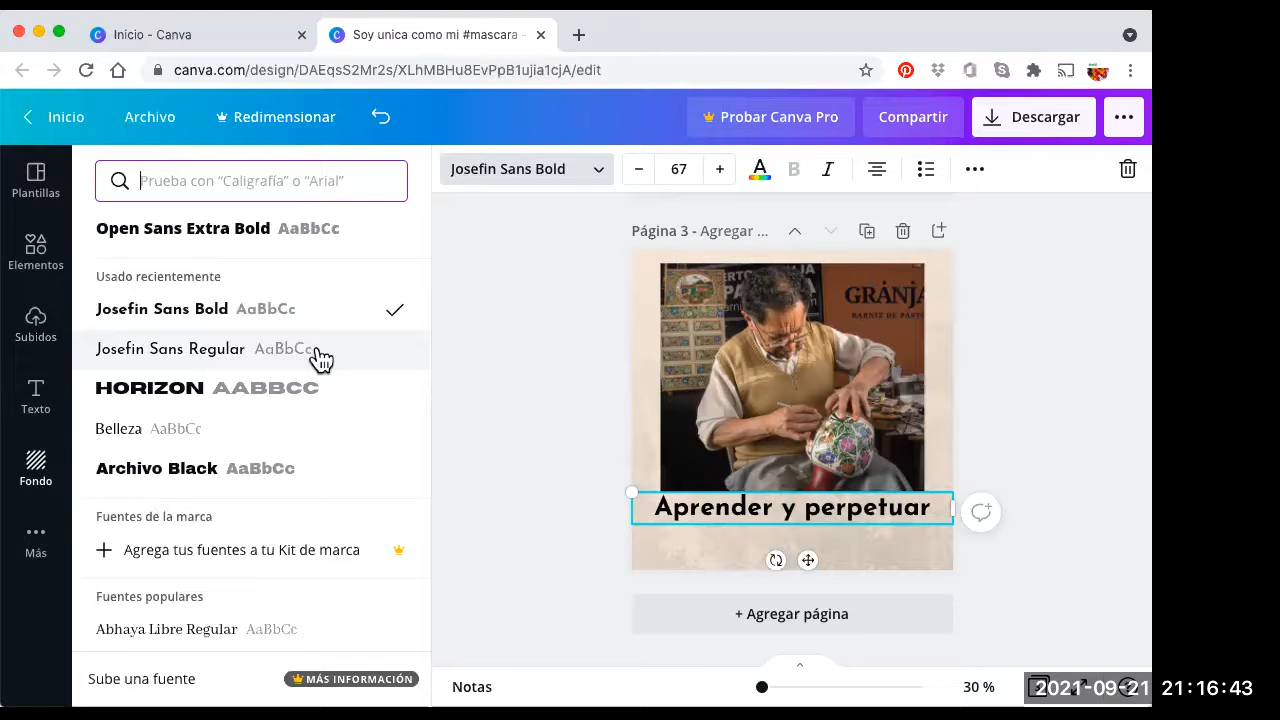 Inicio - Canva
Soy unica como mi #mascara -
canva.com/design/DAEqsS2Mr2s/XLhMBHu8EvPpB1ujia1cjA/edit
Inicio
Archivo
Redimensionar
Probar Canva Pro
Compartir
Descargar
Plantillas
Elementos
Subidos
Texto
Fondo
Más
Prueba con “Caligrafía” o “Arial”
Open Sans Extra Bold AaBbCc
Usado recientemente
Josefin Sans Bold AaBbCc
Josefin Sans Regular AaBbCc
HORIZON AABBCC
Belleza AaBbCc
Archivo Black AaBbCc
Fuentes de la marca
Agrega tus fuentes a tu Kit de marca
Fuentes populares
Abhaya Libre Regular AaBbCc
Sube una fuente
MÁS INFORMACIÓN
Josefin Sans Bold
67
A
B
I
Página 3 - Agregar ...
GRANJA
BARNIZ DE PASTO
Aprender y perpetuar
+ Agregar página
Notas
30 %
2021-09-21 21:16:43